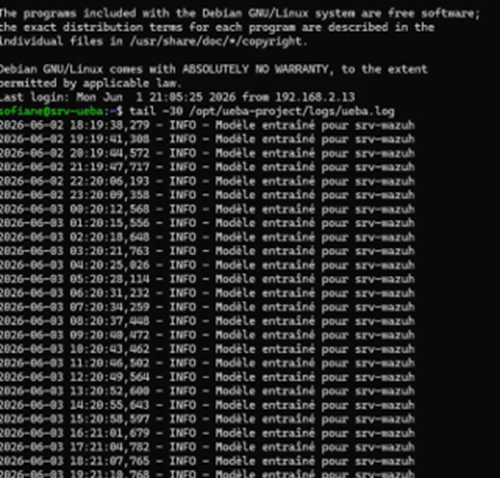 The programs included with the Debian GNU/Linux system are free software;
the exact distribution terms for each program are described in the
individual files in /usr/share/doc/*/copyright.
Debian GNU/Linux comes with ABSOLUTELY NO WARRANTY, to the extent
permitted by applicable law.
Last login: Mon Jun  1 21:05:25 2026 from 192.168.2.13
sofiane@srv-ueba:~$ tail -30 /opt/ueba-project/logs/ueba.log
2026-06-02 18:19:38,279 - INFO - Modèle entraîné pour srv-wazuh
2026-06-02 19:19:41,308 - INFO - Modèle entraîné pour srv-wazuh
2026-06-02 20:19:44,572 - INFO - Modèle entraîné pour srv-wazuh
2026-06-02 21:19:47,717 - INFO - Modèle entraîné pour srv-wazuh
2026-06-02 22:20:06,193 - INFO - Modèle entraîné pour srv-wazuh
2026-06-02 23:20:09,358 - INFO - Modèle entraîné pour srv-wazuh
2026-06-03 00:20:12,568 - INFO - Modèle entraîné pour srv-wazuh
2026-06-03 01:20:15,556 - INFO - Modèle entraîné pour srv-wazuh
2026-06-03 02:20:18,648 - INFO - Modèle entraîné pour srv-wazuh
2026-06-03 03:20:21,763 - INFO - Modèle entraîné pour srv-wazuh
2026-06-03 04:20:25,026 - INFO - Modèle entraîné pour srv-wazuh
2026-06-03 05:20:28,114 - INFO - Modèle entraîné pour srv-wazuh
2026-06-03 06:20:31,232 - INFO - Modèle entraîné pour srv-wazuh
2026-06-03 07:20:34,259 - INFO - Modèle entraîné pour srv-wazuh
2026-06-03 08:20:37,448 - INFO - Modèle entraîné pour srv-wazuh
2026-06-03 09:20:40,472 - INFO - Modèle entraîné pour srv-wazuh
2026-06-03 10:20:43,462 - INFO - Modèle entraîné pour srv-wazuh
2026-06-03 11:20:46,502 - INFO - Modèle entraîné pour srv-wazuh
2026-06-03 12:20:49,564 - INFO - Modèle entraîné pour srv-wazuh
2026-06-03 13:20:52,600 - INFO - Modèle entraîné pour srv-wazuh
2026-06-03 14:20:55,643 - INFO - Modèle entraîné pour srv-wazuh
2026-06-03 15:20:58,597 - INFO - Modèle entraîné pour srv-wazuh
2026-06-03 16:21:01,679 - INFO - Modèle entraîné pour srv-wazuh
2026-06-03 17:21:04,782 - INFO - Modèle entraîné pour srv-wazuh
2026-06-03 18:21:07,765 - INFO - Modèle entraîné pour srv-wazuh
2026-06-03 19:21:10,768 - INFO - Modèle entraîné pour srv-wazuh